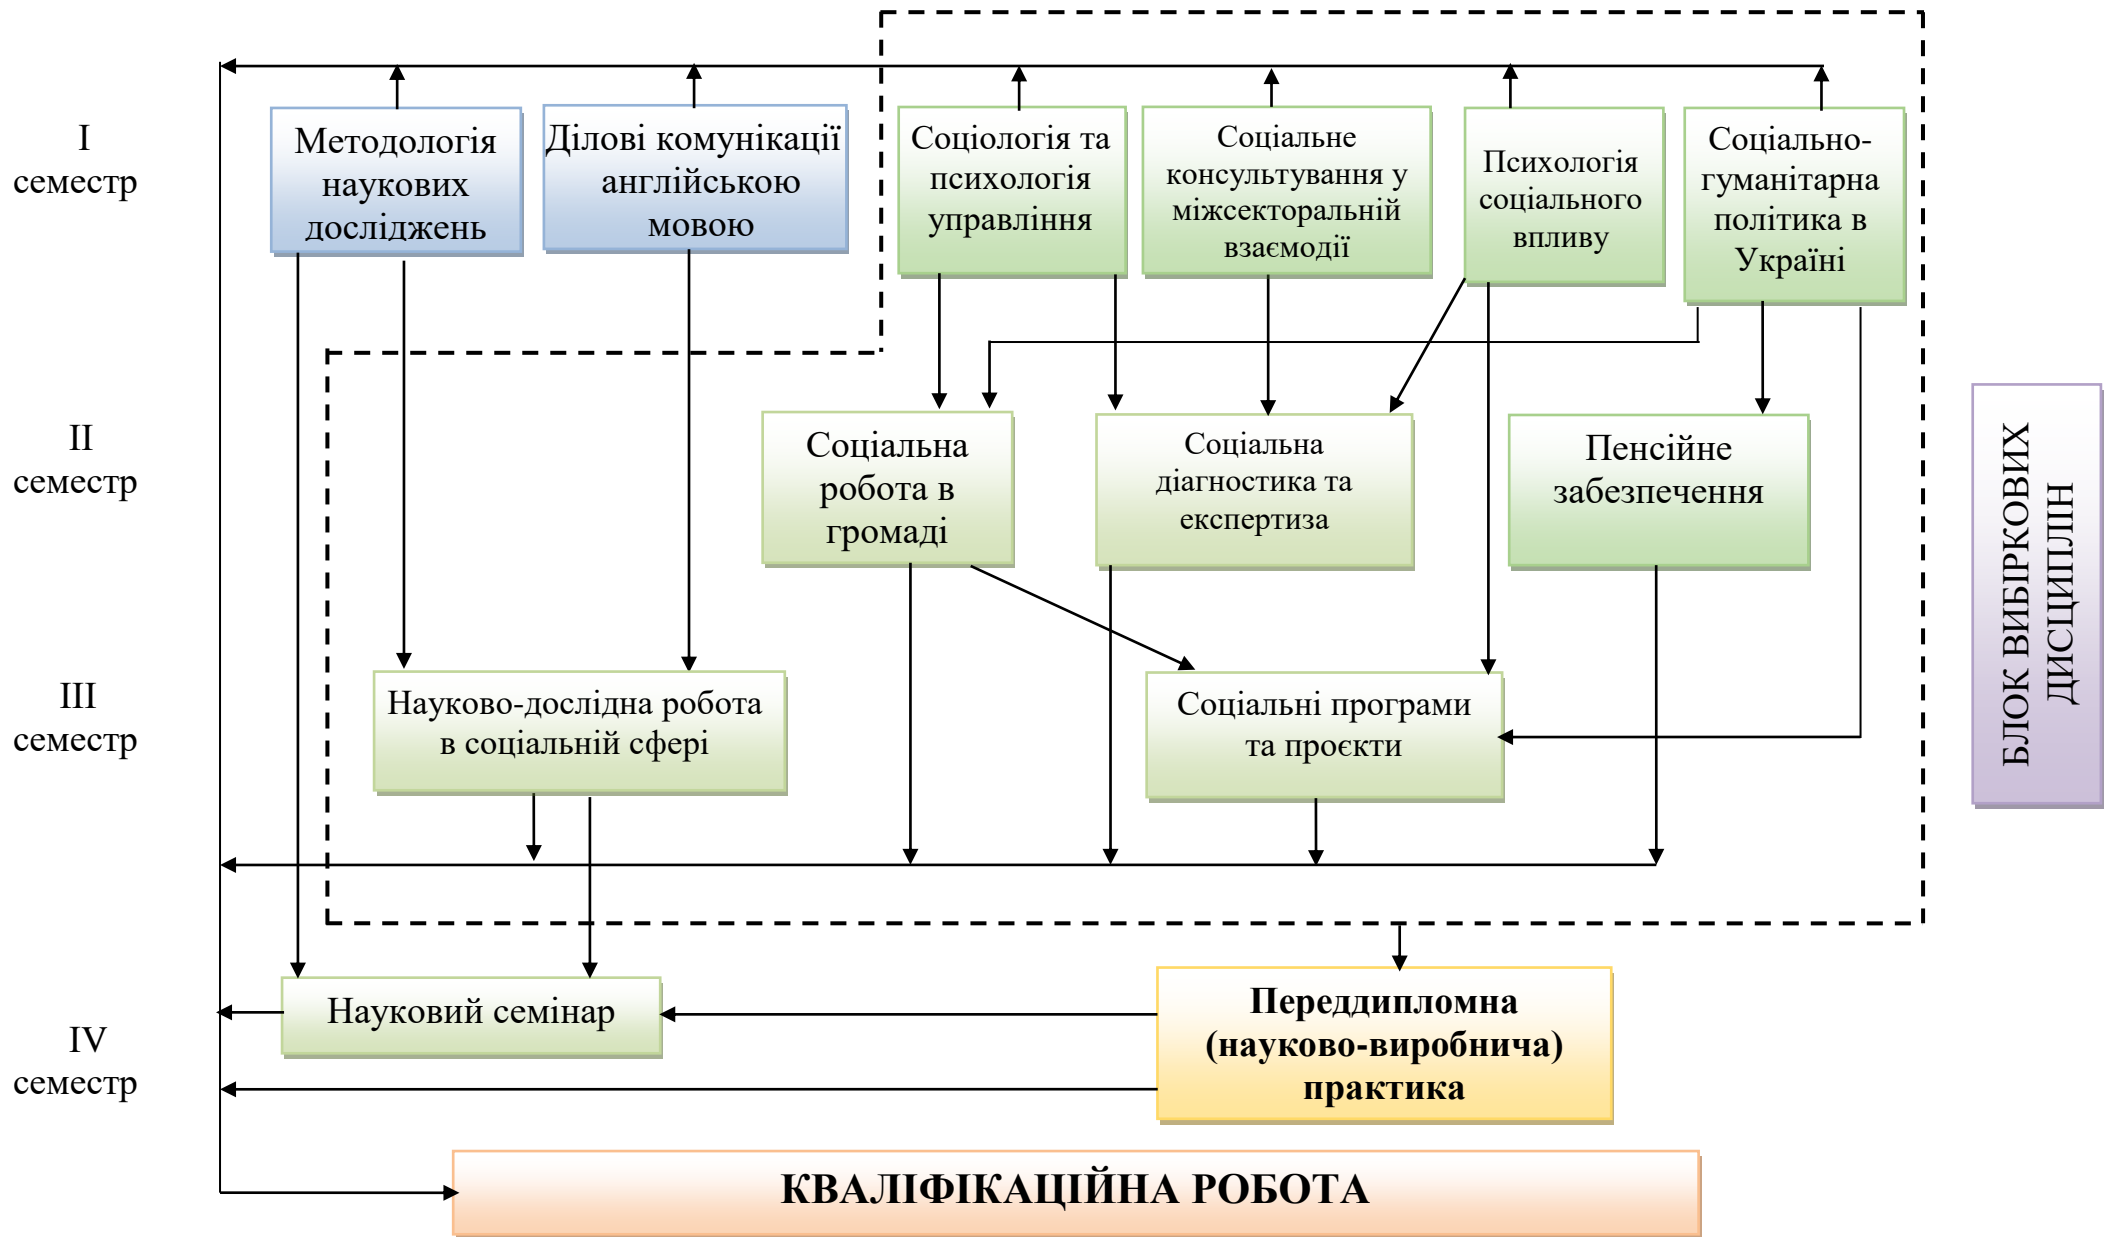 І
семестр
Методологія
наукових
досліджень
Ділові комунікації
англійською
мовою
Соціологія та
психологія
управління
Соціальне
консультування у
міжсекторальній
взаємодії
Психологія
соціального
впливу
Соціально-
гуманітарна
політика в
Україні
ІІ
семестр
Соціальна
робота в
громаді
Соціальна
діагностика та
експертиза
Пенсійне
забезпечення
БЛОК ВИБІРКОВИХ
ДИСЦИПЛІН
ІІІ
семестр
Науково-дослідна робота
в соціальній сфері
Соціальні програми
та проєкти
IV
семестр
Науковий семінар
Переддипломна
(науково-виробнича)
практика
КВАЛІФІКАЦІЙНА РОБОТА